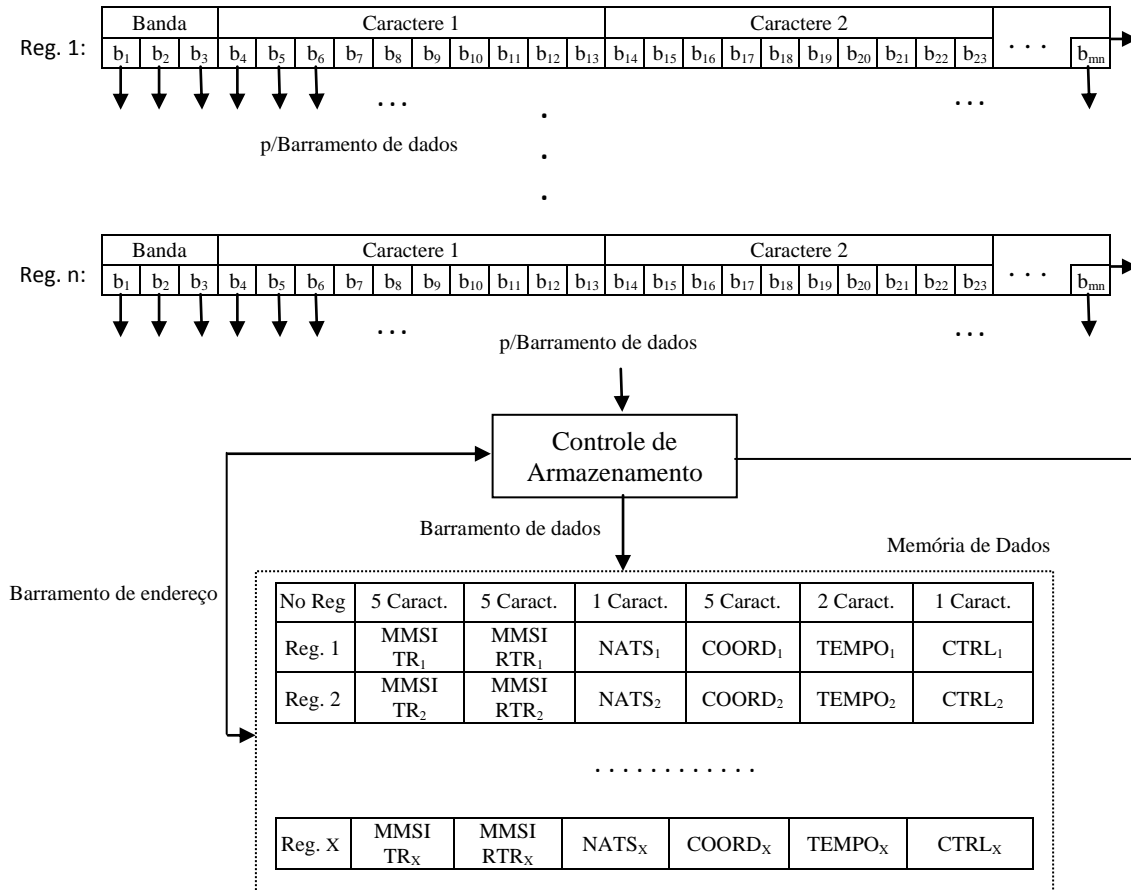 Banda Caractere 1 Caractere 2
Reg. 1: b1 b2 b3 b4 b5 b6 b7 b8 b9 b10 b11 b12 b13 b14 b15 b16 b17 b18 b19 b20 b21 b22 b23 . . . bmn
... ...
p/Barramento de dados
.
.
.
Banda Caractere 1 Caractere 2
Reg. n: b1 b2 b3 b4 b5 b6 b7 b8 b9 b10 b11 b12 b13 b14 b15 b16 b17 b18 b19 b20 b21 b22 b23 . . . bmn
... ...
p/Barramento de dados
Controle de
Armazenamento
Barramento de dados
Memória de Dados
Barramento de endereço
No Reg 5 Caract. 5 Caract. 1 Caract. 5 Caract. 2 Caract. 1 Caract.
Reg. 1 MMSI TR1 MMSI RTR1 NATS1 COORD1 TEMPO1 CTRL1
Reg. 2 MMSI TR2 MMSI RTR2 NATS2 COORD2 TEMPO2 CTRL2
. . . . . . . . . . . .
Reg. X MMSI TRX MMSI RTRX NATSX COORDX TEMPOX CTRLX